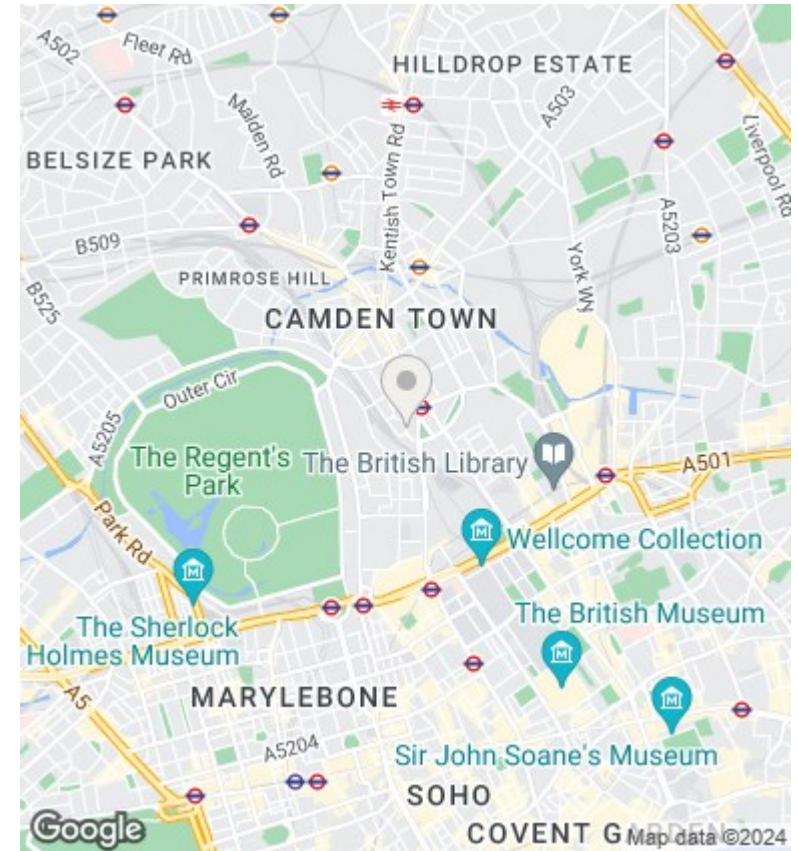 A502
Fleet Rd
HILLDROP ESTATE
A503
Malden Rd
Liverpool Rd
BELSIZE PARK
Kentish Town Rd
A5203
B509
York Wy
B525
PRIMROSE HILL
CAMDEN TOWN
Outer Cir
A5205
The Regent's
Park
The British Library
A501
Park Rd
Wellcome Collection
The Sherlock
Holmes Museum
The British Museum
A5
MARYLEBONE
A5204
Sir John Soane's Museum
SOHO
COVENT GARDEN
Google
Map data ©2024